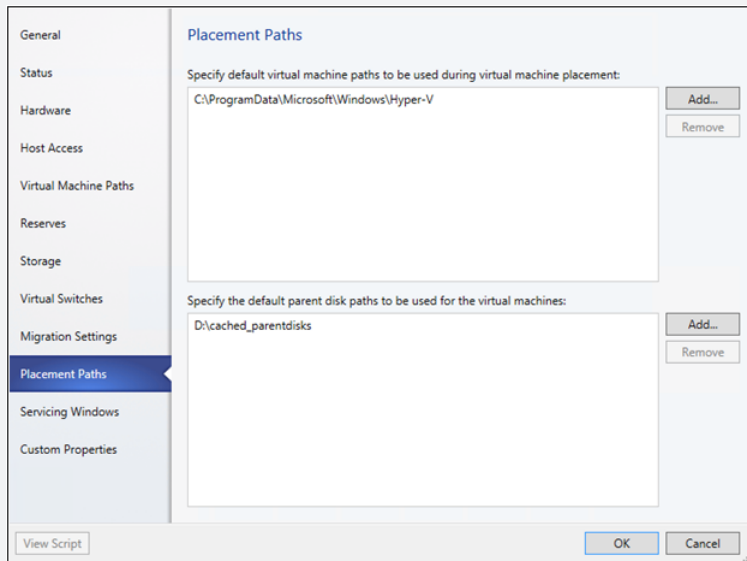 General
Status
Hardware
Host Access
Virtual Machine Paths
Reserves
Storage
Virtual Switches
Migration Settings
Placement Paths
Servicing Windows
Custom Properties
Placement Paths
Specify default virtual machine paths to be used during virtual machine placement:
C:\ProgramData\Microsoft\Windows\Hyper-V
Add...
Remove
Specify the default parent disk paths to be used for the virtual machines:
D:\cached_parentdisks
Add...
Remove
View Script
OK
Cancel